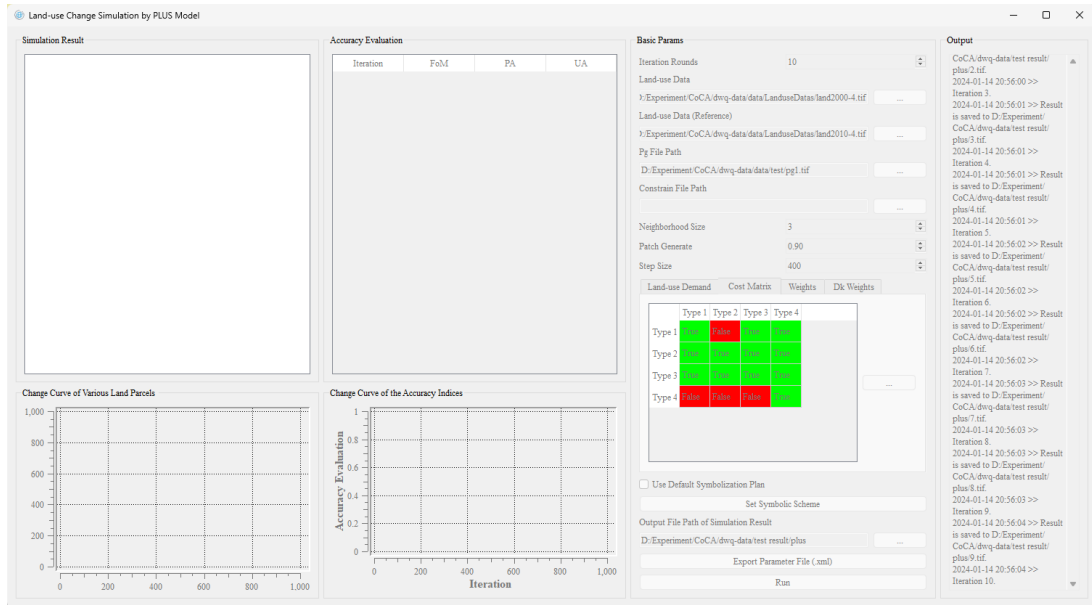 Land-use Change Simulation by PLUS Model
Simulation Result
Accuracy Evaluation
Iteration FoM PA UA
Change Curve of Various Land Parcels
1,000
800
600
400
200
0
0 200 400 600 800 1,000
Change Curve of the Accuracy Indices
Accuracy Evaluation
1
0.8
0.6
0.4
0.2
0
0 200 400 600 800 1,000
Iteration
Basic Params
Iteration Rounds 10
Land-use Data
:/Experiment/CoCA/dwq-data/data/LanduseDatas/land2000-4.tif ...
Land-use Data (Reference)
:/Experiment/CoCA/dwq-data/data/LanduseDatas/land2010-4.tif ...
Pg File Path
D:/Experiment/CoCA/dwq-data/data/test/pg1.tif ...
Constrain File Path
...
Neighborhood Size 3
Patch Generate 0.90
Step Size 400
Land-use Demand Cost Matrix Weights Dk Weights
Type 1 Type 2 Type 3 Type 4
Type 1 True False True True
Type 2 True True True True
Type 3 True True True True
Type 4 False False False True
...
Use Default Symbolization Plan
Set Symbolic Scheme
Output File Path of Simulation Result
D:/Experiment/CoCA/dwq-data/test result/plus ...
Export Parameter File (.xml)
Run
Output
CoCA/dwq-data/test result/
plus/2.tif.
2024-01-14 20:56:00 >>
Iteration 3.
2024-01-14 20:56:01 >> Result
is saved to D:/Experiment/
CoCA/dwq-data/test result/
plus/3.tif.
2024-01-14 20:56:01 >>
Iteration 4.
2024-01-14 20:56:01 >> Result
is saved to D:/Experiment/
CoCA/dwq-data/test result/
plus/4.tif.
2024-01-14 20:56:01 >>
Iteration 5.
2024-01-14 20:56:02 >> Result
is saved to D:/Experiment/
CoCA/dwq-data/test result/
plus/5.tif.
2024-01-14 20:56:02 >>
Iteration 6.
2024-01-14 20:56:02 >> Result
is saved to D:/Experiment/
CoCA/dwq-data/test result/
plus/6.tif.
2024-01-14 20:56:02 >>
Iteration 7.
2024-01-14 20:56:03 >> Result
is saved to D:/Experiment/
CoCA/dwq-data/test result/
plus/7.tif.
2024-01-14 20:56:03 >>
Iteration 8.
2024-01-14 20:56:03 >> Result
is saved to D:/Experiment/
CoCA/dwq-data/test result/
plus/8.tif.
2024-01-14 20:56:03 >>
Iteration 9.
2024-01-14 20:56:04 >> Result
is saved to D:/Experiment/
CoCA/dwq-data/test result/
plus/9.tif.
2024-01-14 20:56:04 >>
Iteration 10.